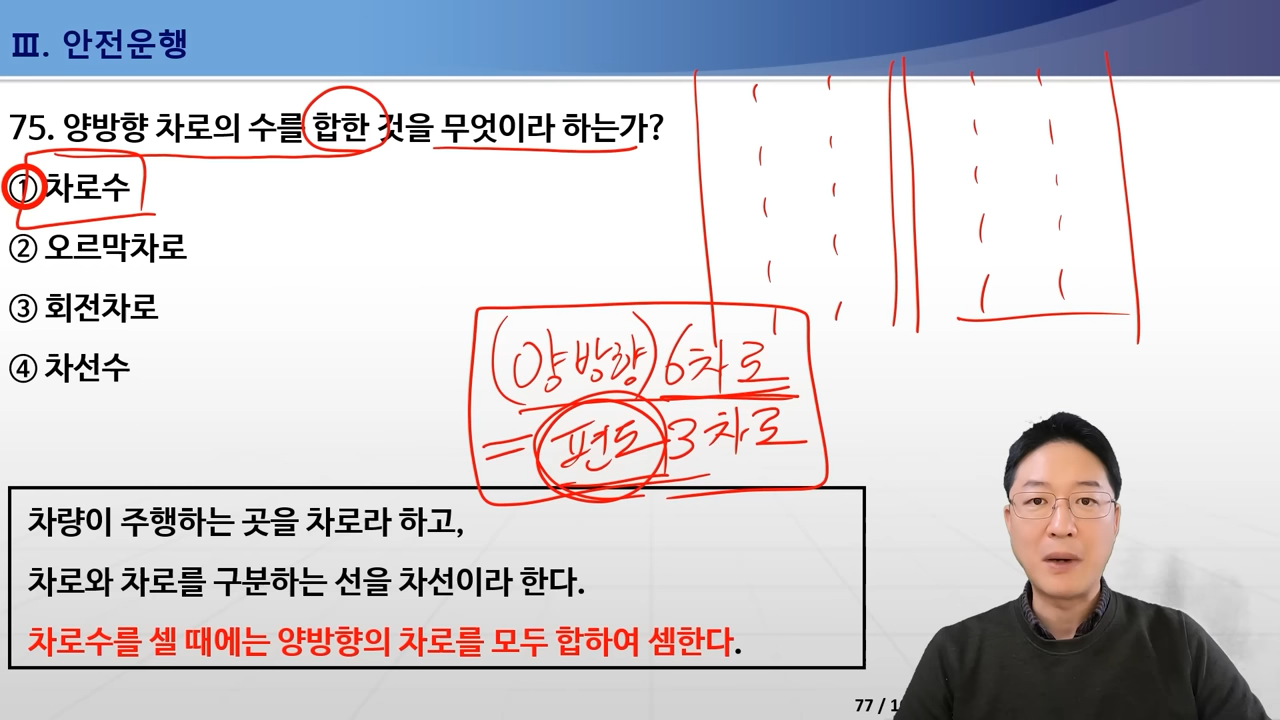 Ⅲ. 안전운행
75. 양방향 차로의 수를 합한 것을 무엇이라 하는가?
① 차로수
② 오르막차로
③ 회전차로
④ 차선수
(양방향) 6차로
= 편도 3차로
차량이 주행하는 곳을 차로라 하고,
차로와 차로를 구분하는 선을 차선이라 한다.
차로수를 셀 때에는 양방향의 차로를 모두 합하여 셈한다.
77 /